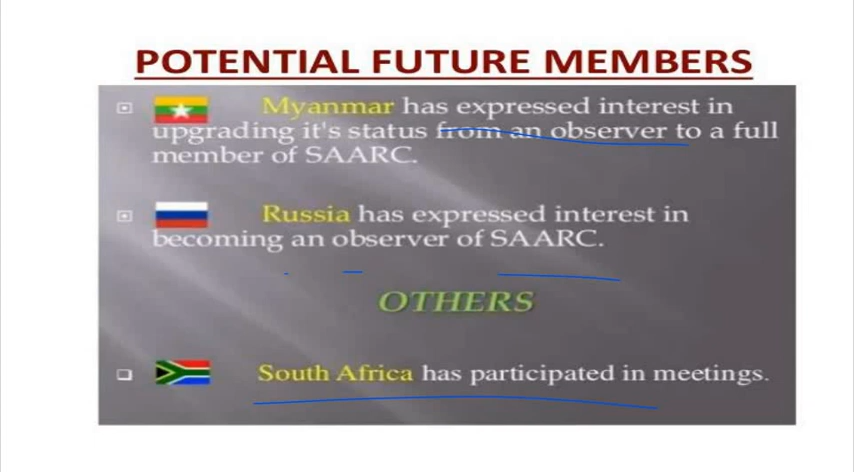 POTENTIAL FUTURE MEMBERS
Myanmar has expressed interest in
upgrading it's status from an observer to a full
member of SAARC.
Russia has expressed interest in
becoming an observer of SAARC.
OTHERS
South Africa has participated in meetings.